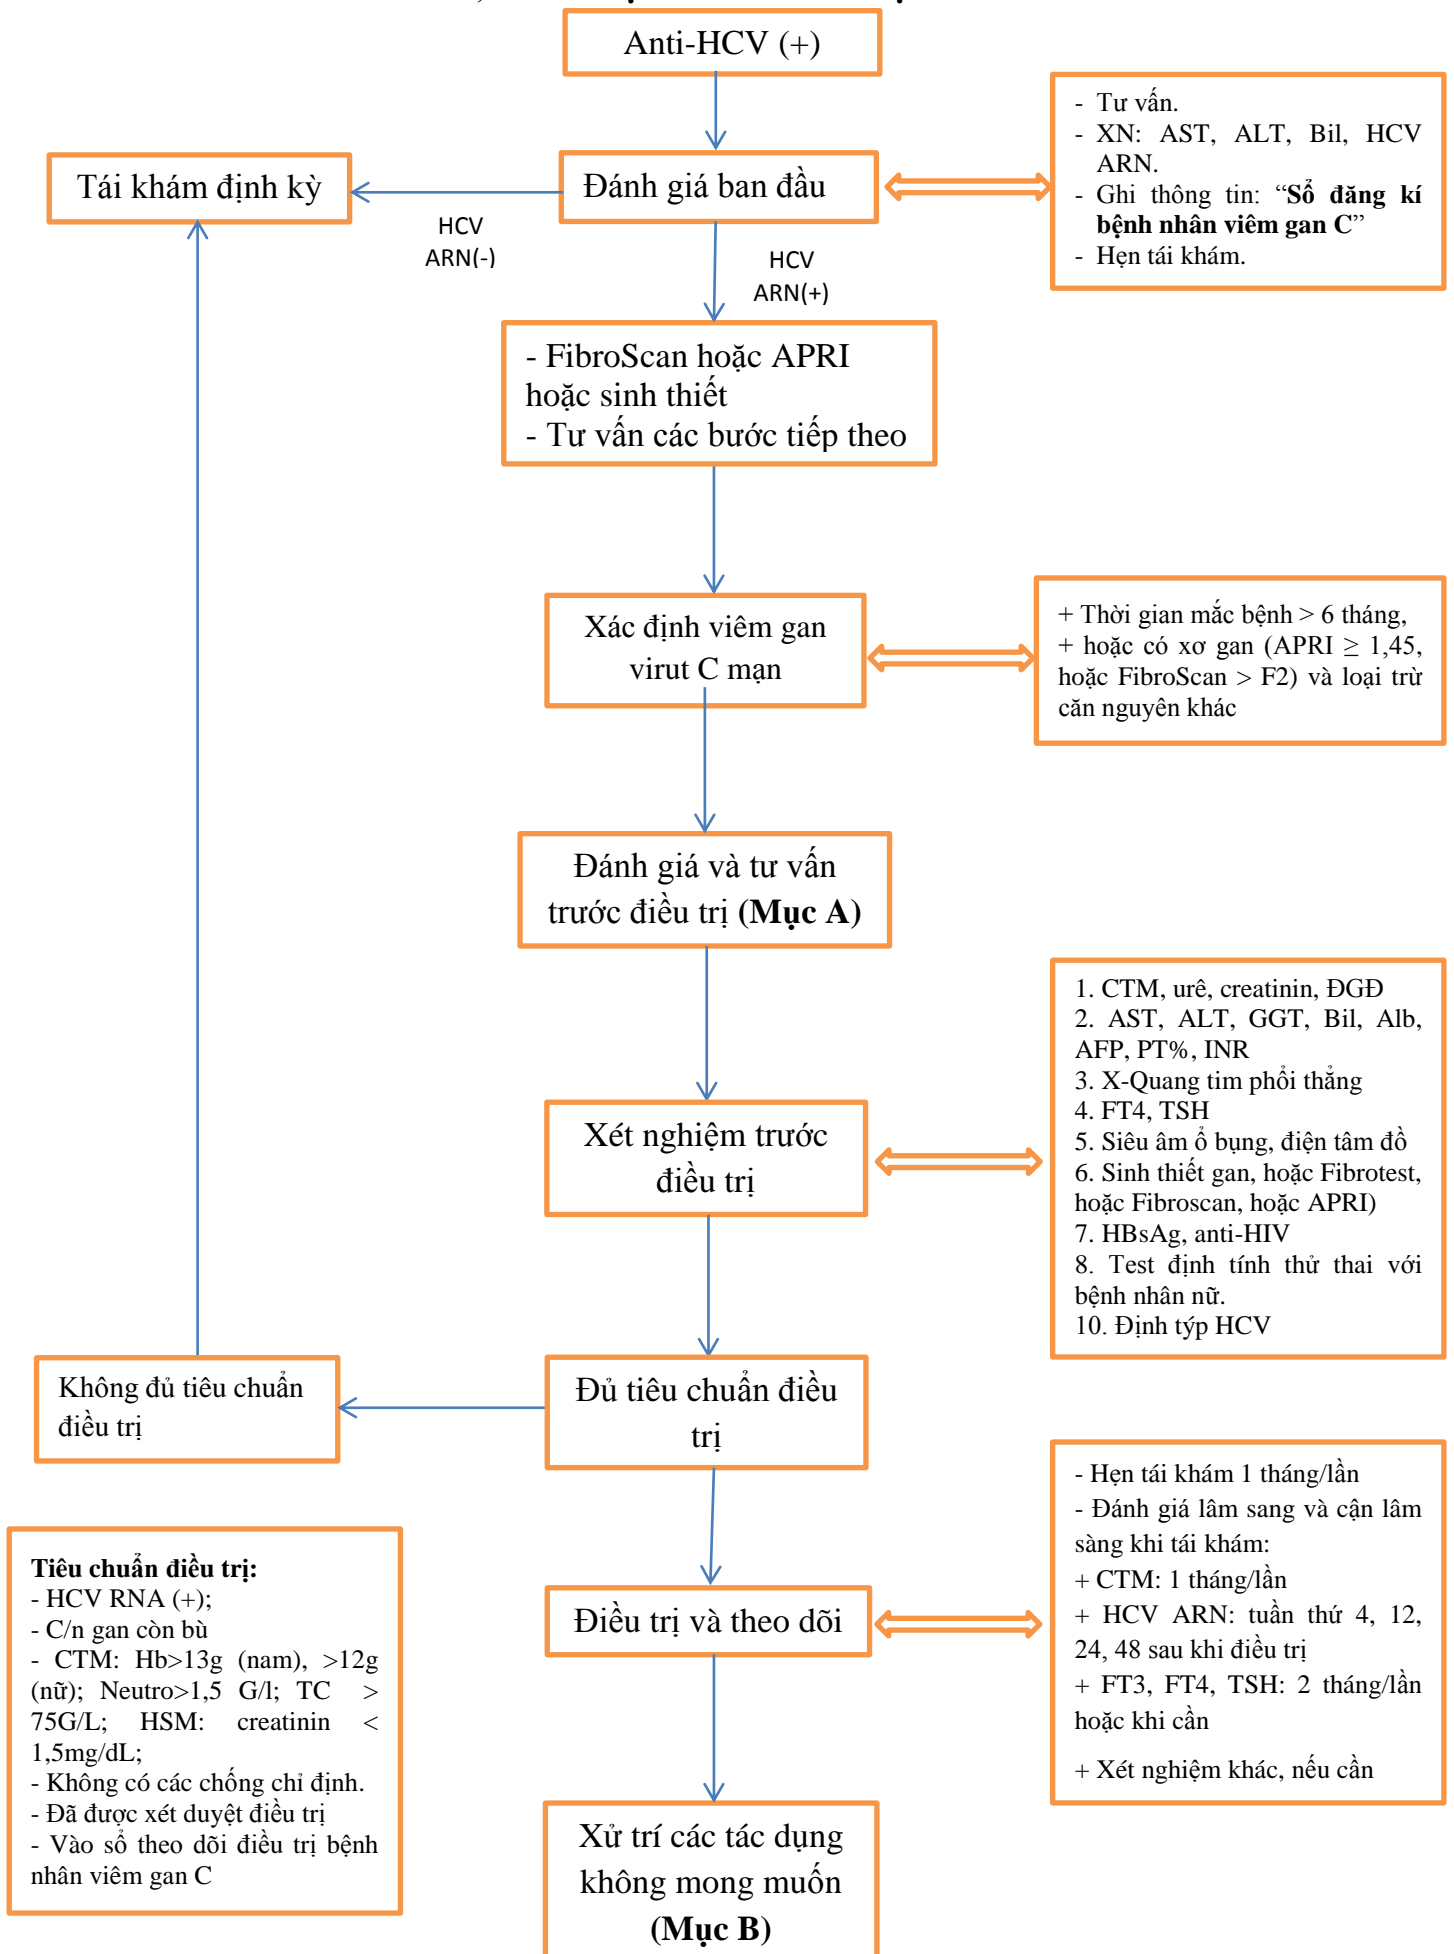 Anti-HCV (+)
- Tư vấn.
- XN: AST, ALT, Bil, HCV
ARN.
- Ghi thông tin: “Sổ đăng kí
bệnh nhân viêm gan C”
- Hẹn tái khám.
Tái khám định kỳ
Đánh giá ban đầu
HCV
ARN(-)
HCV
ARN(+)
- FibroScan hoặc APRI
hoặc sinh thiết
- Tư vấn các bước tiếp theo
Xác định viêm gan
virut C mạn
+ Thời gian mắc bệnh > 6 tháng,
+ hoặc có xơ gan (APRI ≥ 1,45,
hoặc FibroScan > F2) và loại trừ
căn nguyên khác
Đánh giá và tư vấn
trước điều trị (Mục A)
Xét nghiệm trước
điều trị
1. CTM, urê, creatinin, ĐGĐ
2. AST, ALT, GGT, Bil, Alb,
AFP, PT%, INR
3. X-Quang tim phổi thẳng
4. FT4, TSH
5. Siêu âm ổ bụng, điện tâm đồ
6. Sinh thiết gan, hoặc Fibrotest,
hoặc Fibroscan, hoặc APRI)
7. HBsAg, anti-HIV
8. Test định tính thử thai với
bệnh nhân nữ.
10. Định týp HCV
Không đủ tiêu chuẩn
điều trị
Đủ tiêu chuẩn điều
trị
Tiêu chuẩn điều trị:
- HCV RNA (+);
- C/n gan còn bù
- CTM: Hb>13g (nam), >12g
(nữ); Neutro>1,5 G/l; TC >
75G/L; HSM: creatinin <
1,5mg/dL;
- Không có các chống chỉ định.
- Đã được xét duyệt điều trị
- Vào sổ theo dõi điều trị bệnh
nhân viêm gan C
Điều trị và theo dõi
- Hẹn tái khám 1 tháng/lần
- Đánh giá lâm sang và cận lâm
sàng khi tái khám:
+ CTM: 1 tháng/lần
+ HCV ARN: tuần thứ 4, 12,
24, 48 sau khi điều trị
+ FT3, FT4, TSH: 2 tháng/lần
hoặc khi cần
+ Xét nghiệm khác, nếu cần
Xử trí các tác dụng
không mong muốn
(Mục B)